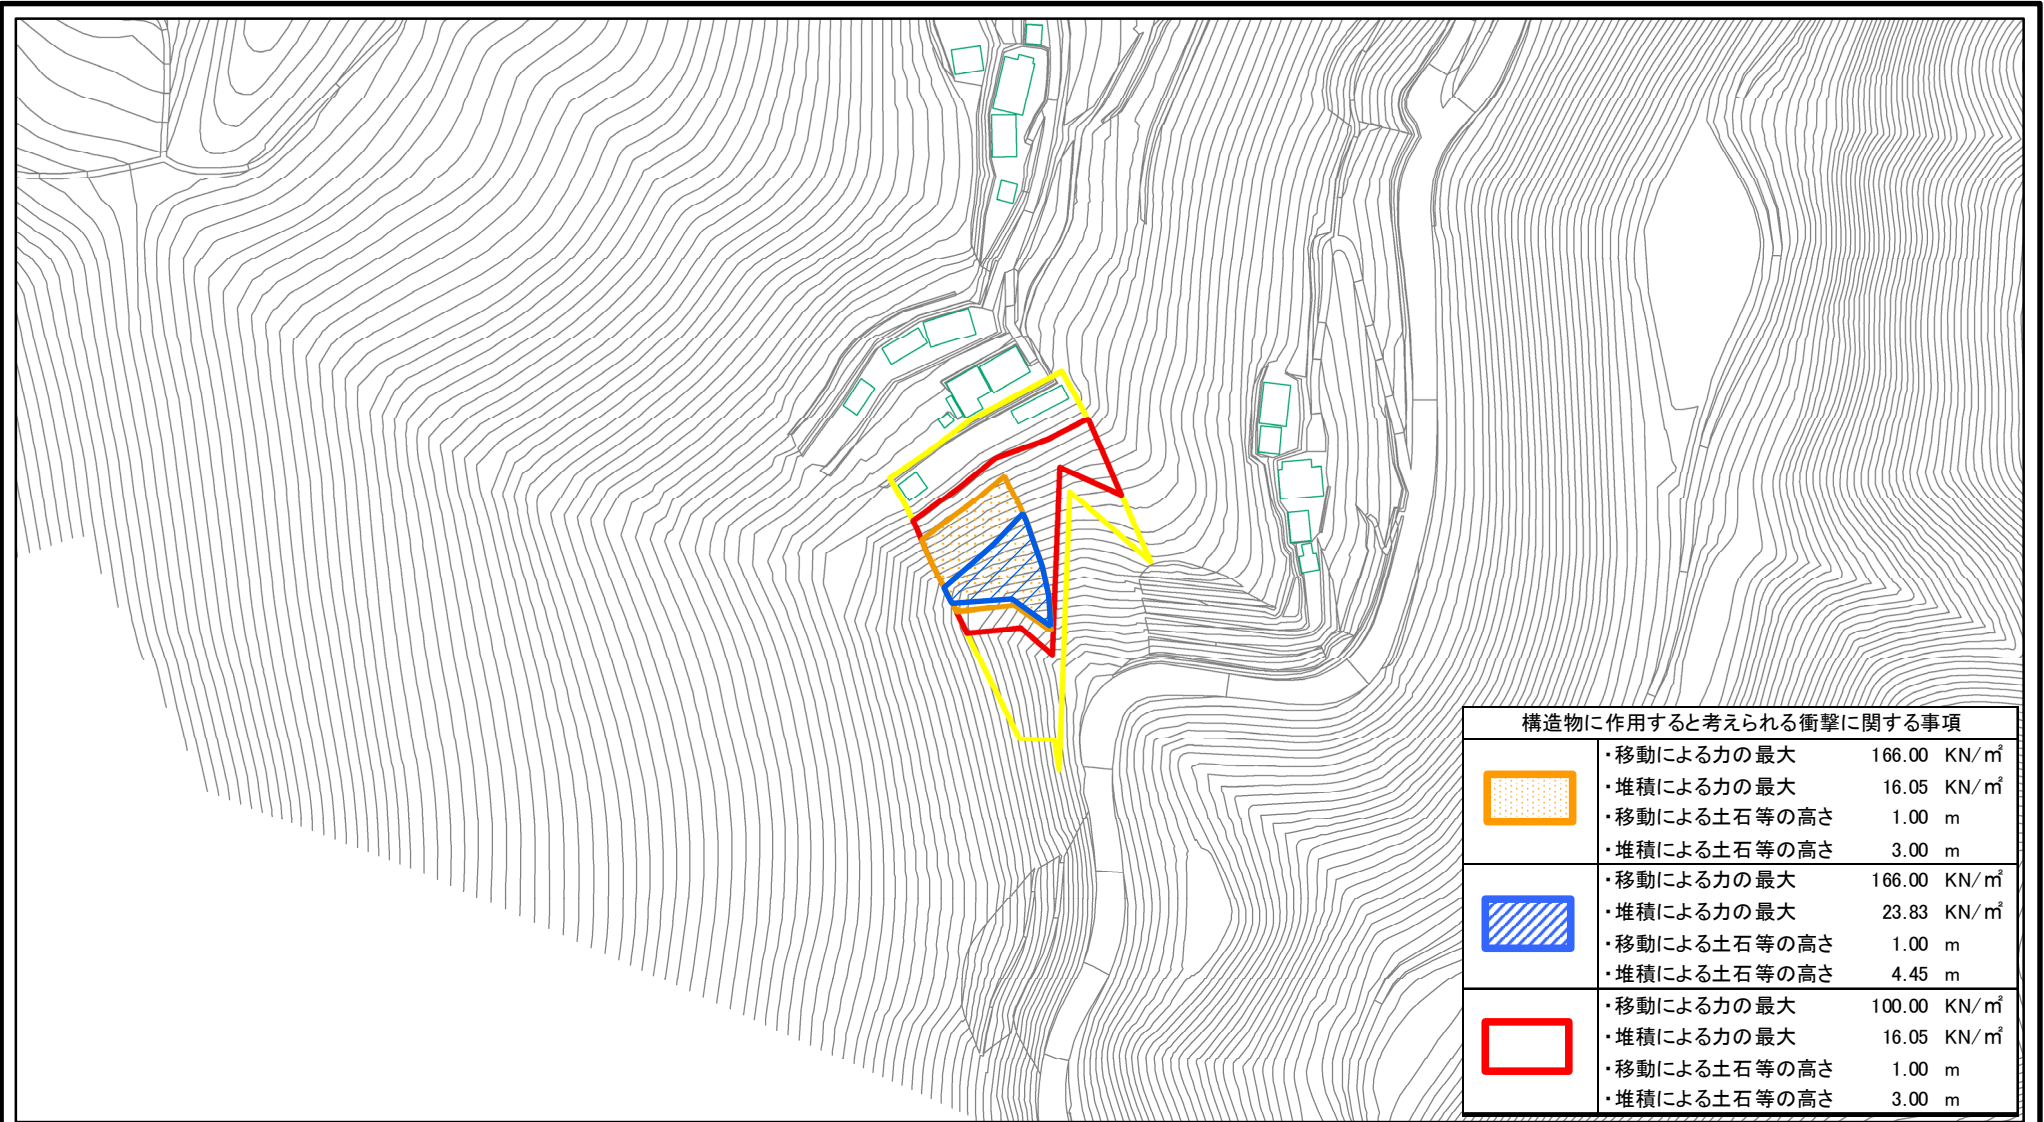 構造物に作用すると考えられる衝撃に関する事項
・移動による力の最大 166.00 KN/㎡
・堆積による力の最大 16.05 KN/㎡
・移動による土石等の高さ 1.00 m
・堆積による土石等の高さ 3.00 m
・移動による力の最大 166.00 KN/㎡
・堆積による力の最大 23.83 KN/㎡
・移動による土石等の高さ 1.00 m
・堆積による土石等の高さ 4.45 m
・移動による力の最大 100.00 KN/㎡
・堆積による力の最大 16.05 KN/㎡
・移動による土石等の高さ 1.00 m
・堆積による土石等の高さ 3.00 m